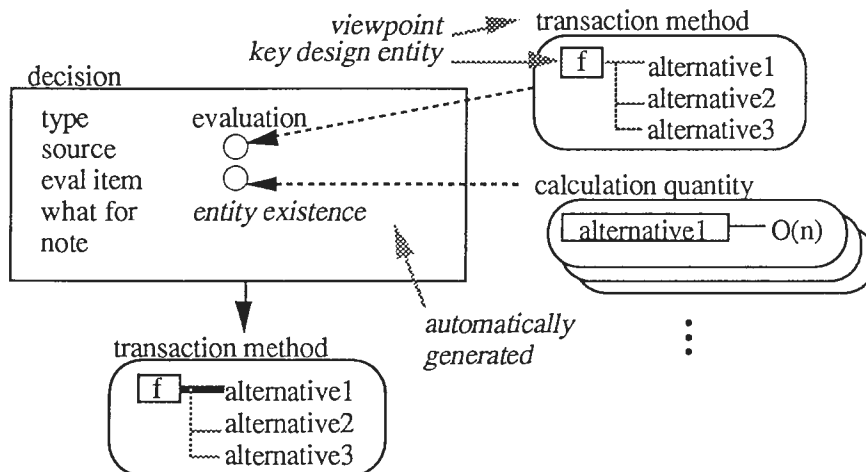 viewpoint
key design entity
transaction method
f
alternative1
alternative2
alternative3
decision
type
source
eval item
what for
note
evaluation
entity existence
calculation quantity
alternative1
O(n)
automatically
generated
transaction method
f
alternative1
alternative2
alternative3